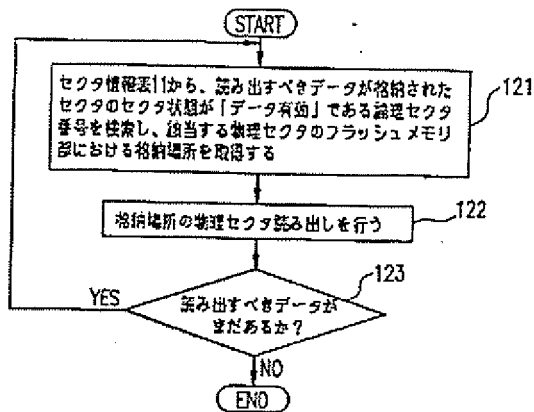 START
セクタ情報表11から、読み出すべきデータが格納された
セクタのセクタ状態が「データ有効」である論理セクタ
番号を検索し、該当する物理セクタのフラッシュメモリ
部における格納場所を取得する
121
格納場所の物理セクタ読み出しを行う
122
123
YES
読み出すべきデータが
まだあるか?
NO
END